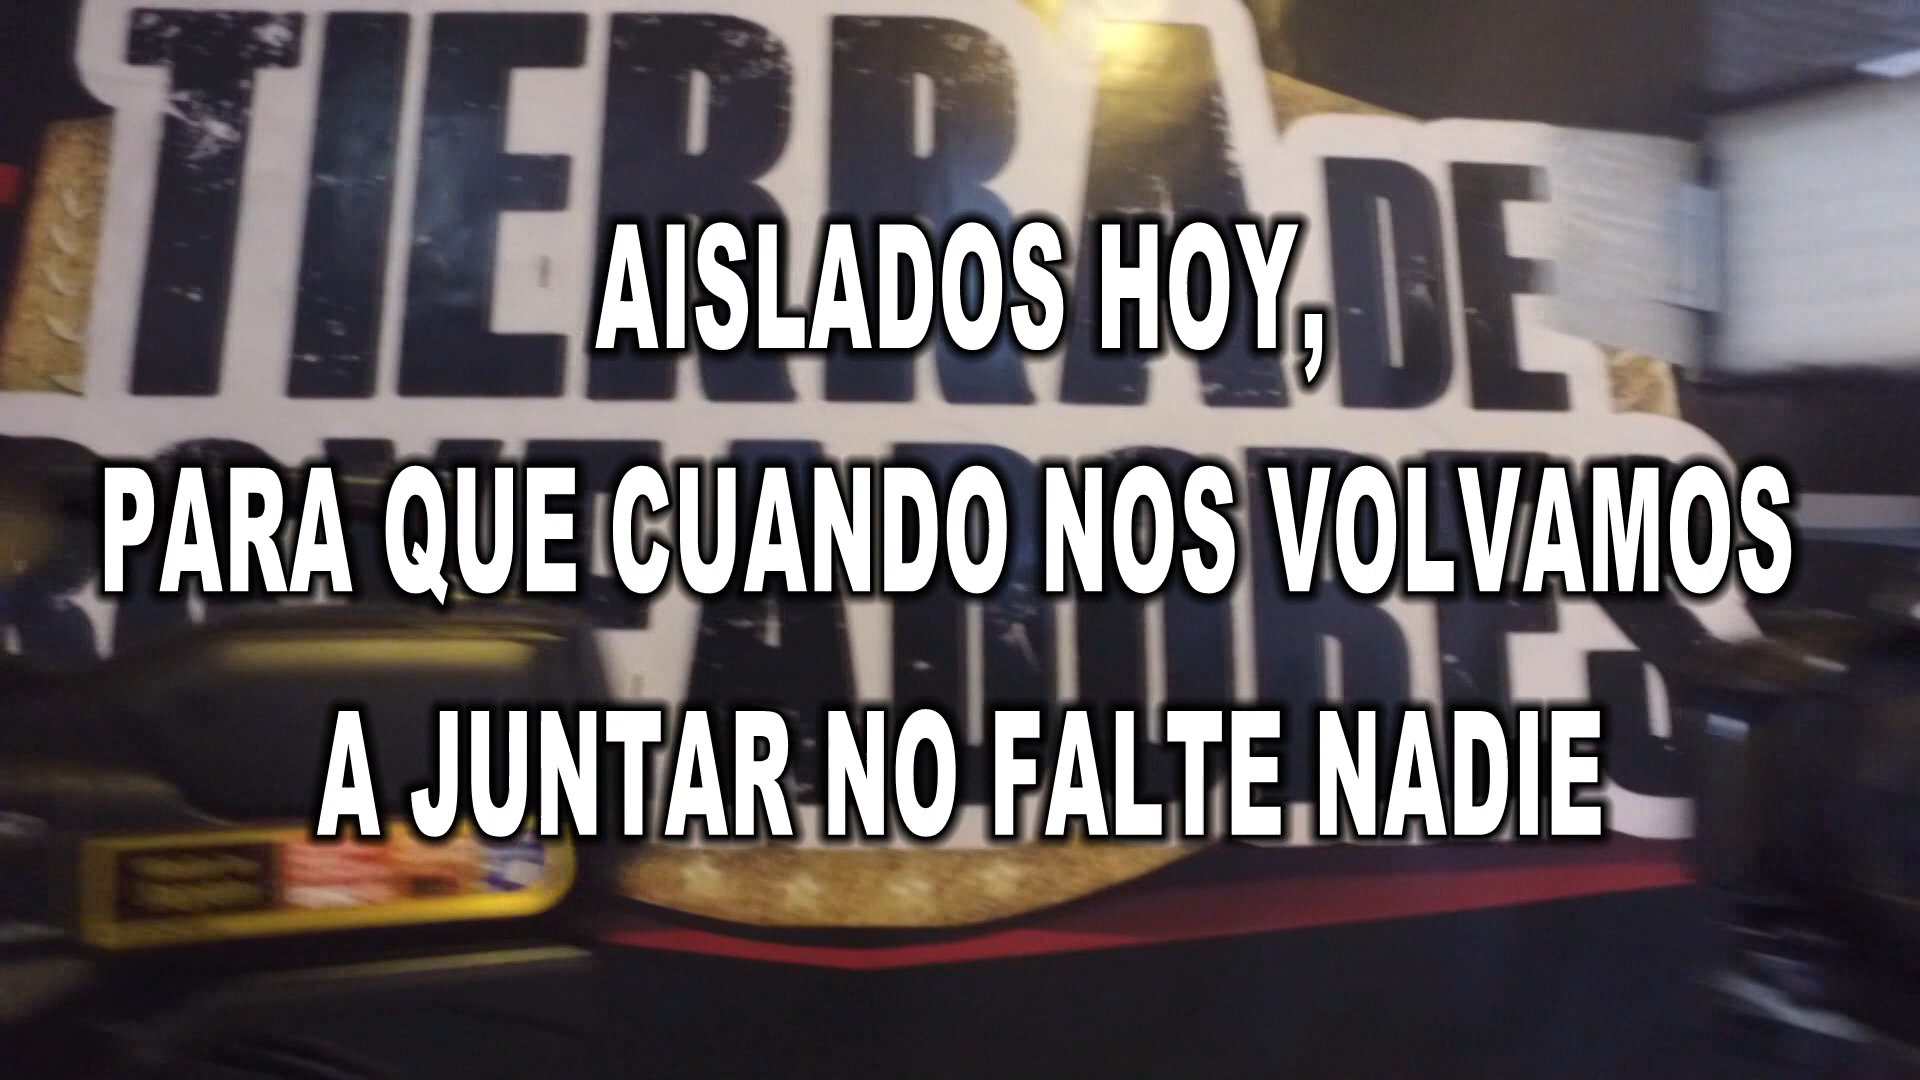 TIERRA DE
AISLADOS HOY,
PARA QUE CUANDO NOS VOLVAMOS
A JUNTAR NO FALTE NADIE